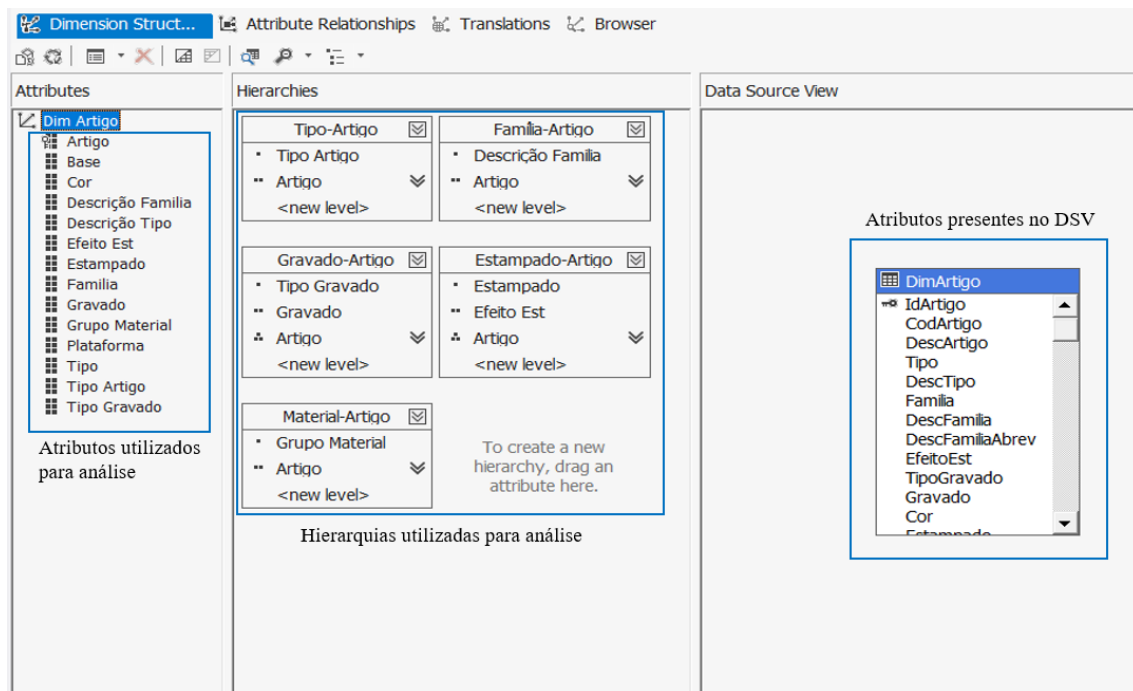 Dimension Struct... Attribute Relationships Translations Browser
Attributes
Hierarchies
Data Source View
Dim Artigo
Artigo
Base
Cor
Descrição Familia
Descrição Tipo
Efeito Est
Estampado
Familia
Gravado
Grupo Material
Plataforma
Tipo
Tipo Artigo
Tipo Gravado
Atributos utilizados
para análise
Tipo-Artigo
Tipo Artigo
Artigo
<new level>
Família-Artigo
Descrição Familia
Artigo
<new level>
Gravado-Artigo
Tipo Gravado
Gravado
Artigo
<new level>
Estampado-Artigo
Estampado
Efeito Est
Artigo
<new level>
Material-Artigo
Grupo Material
Artigo
<new level>
To create a new
hierarchy, drag an
attribute here.
Hierarquias utilizadas para análise
Atributos presentes no DSV
DimArtigo
IdArtigo
CodArtigo
DescArtigo
Tipo
DescTipo
Familia
DescFamilia
DescFamiliaAbrev
EfeitoEst
TipoGravado
Gravado
Cor
Estampado